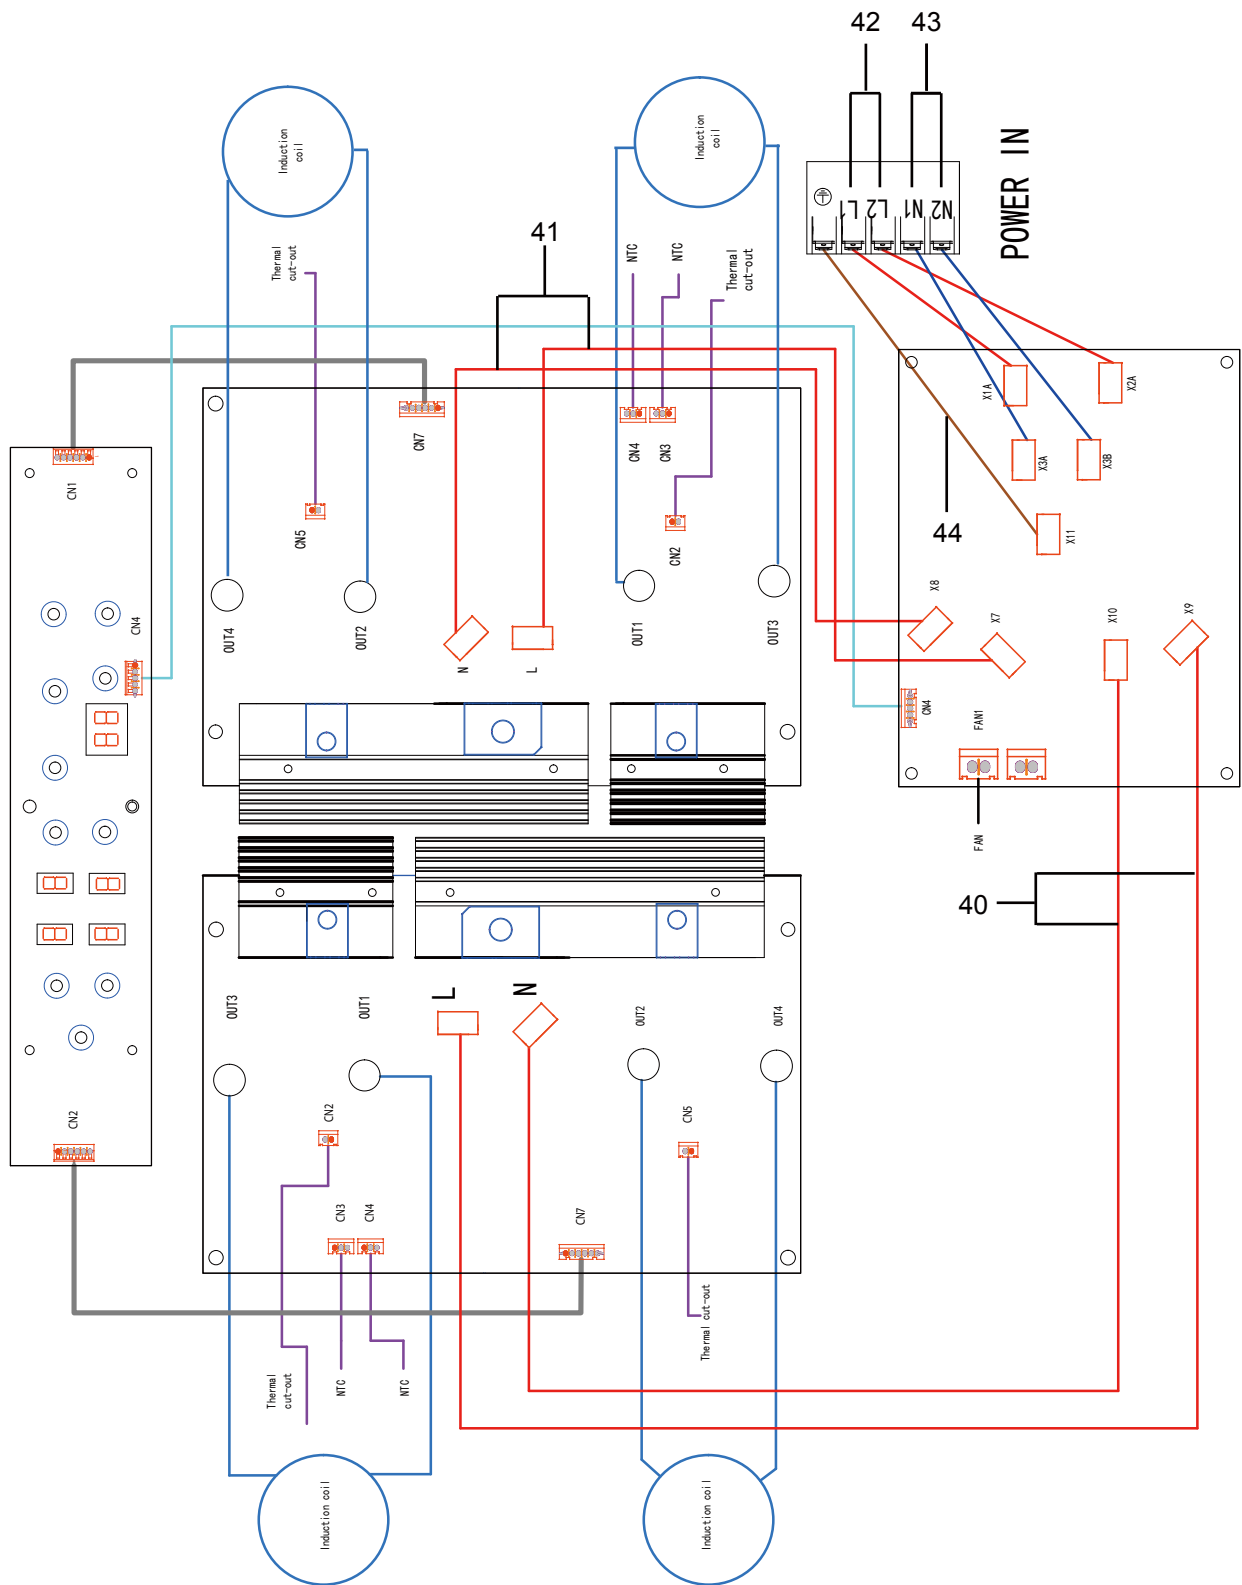 42
43
Induction
coil
Induction
coil
L1
L2
N1
N2
POWER IN
41
Thermal
cut-out
NTC
NTC
Thermal
cut-out
X1A
X2A
CN7
CN4
CN3
X3A
X3B
CN1
CN5
CN2
44
X11
X8
X7
X10
X9
CN4
OUT4
OUT2
N
L
OUT1
OUT3
CN4
FAN1
FAN
40
OUT3
OUT1
L
N
OUT2
OUT4
CN2
CN2
CN5
CN3
CN4
CN7
Thermal
cut-out
NTC
NTC
Thermal cut-out
Induction coil
Induction coil